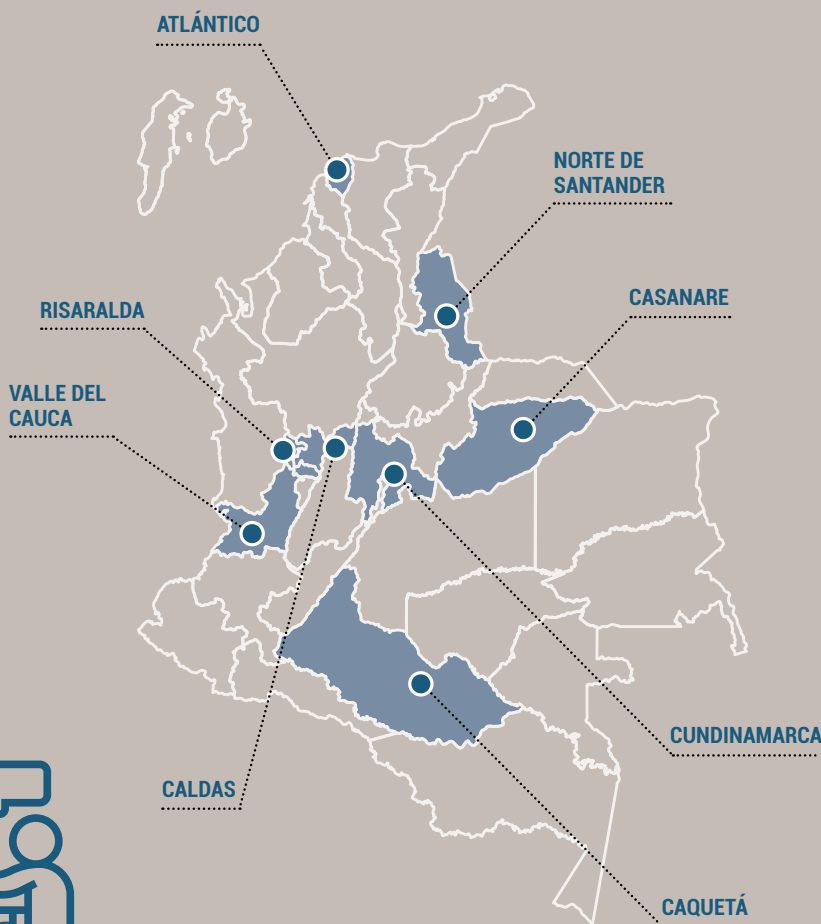 ATLÁNTICO
NORTE DE
SANTANDER
CASANARE
RISARALDA
VALLE DEL
CAUCA
CUNDINAMARCA
CALDAS
CAQUETÁ